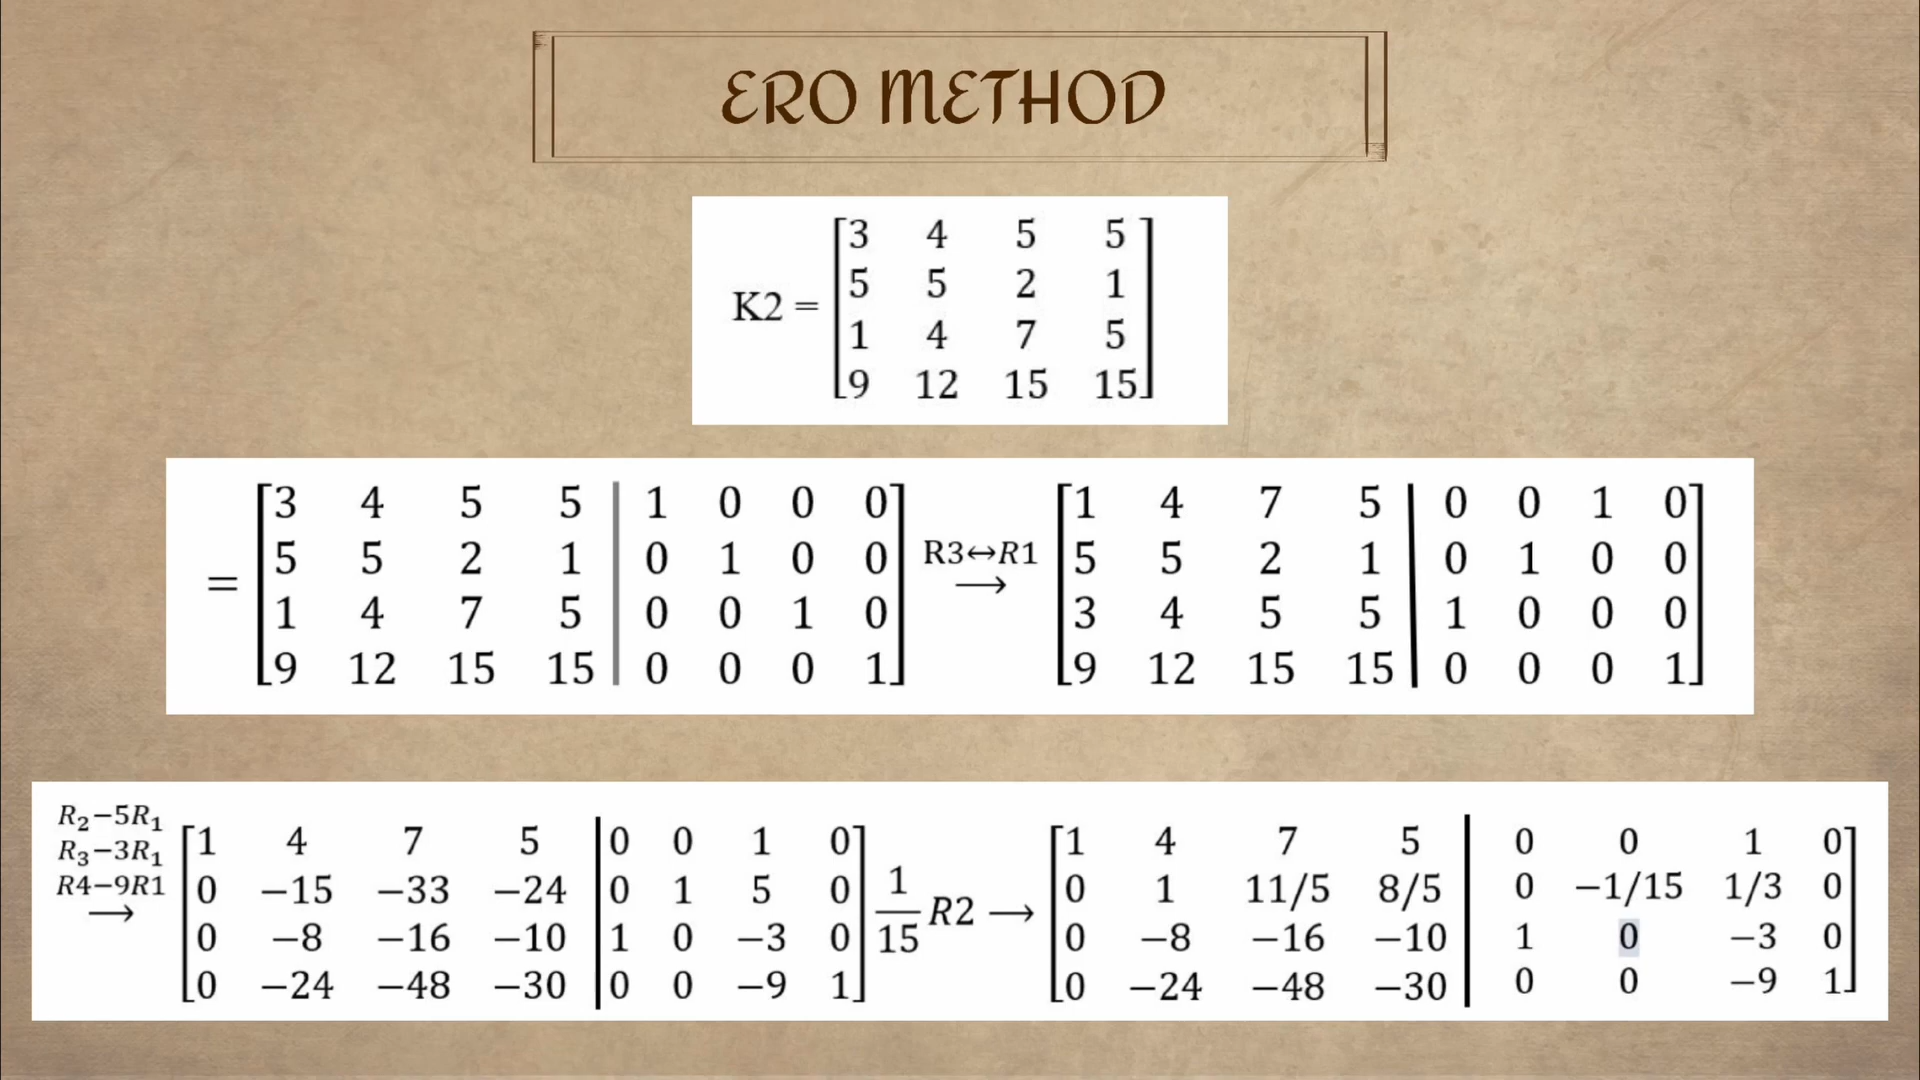 ERO METHOD
K2 = [3 4 5 5
5 5 2 1
1 4 7 5
9 12 15 15]
= [3 4 5 5 | 1 0 0 0] R3↔R1 → [1 4 7 5 | 0 0 1 0]
[5 5 2 1 | 0 1 0 0] [5 5 2 1 | 0 1 0 0]
[1 4 7 5 | 0 0 1 0] [3 4 5 5 | 1 0 0 0]
[9 12 15 15 | 0 0 0 1] [9 12 15 15 | 0 0 0 1]
R₂−5R₁
R₃−3R₁
R4−9R1
→
[1 4 7 5 | 0 0 1 0] 1/15 R2 → [1 4 7 5 | 0 0 1 0]
[0 −15 −33 −24 | 0 1 5 0] [0 1 11/5 8/5 | 0 −1/15 1/3 0]
[0 −8 −16 −10 | 1 0 −3 0] [0 −8 −16 −10 | 1 0 −3 0]
[0 −24 −48 −30 | 0 0 −9 1] [0 −24 −48 −30 | 0 0 −9 1]